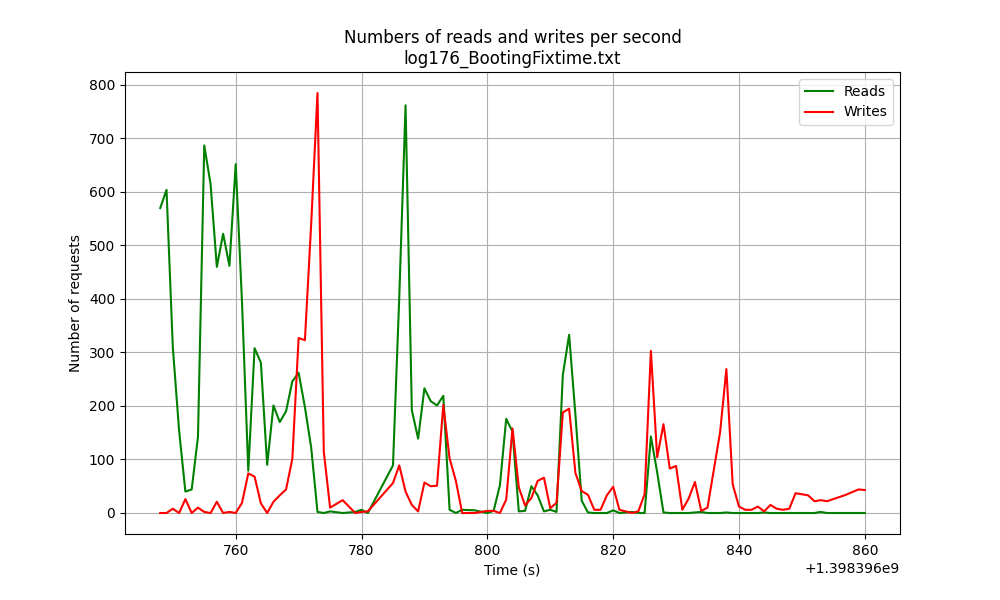 Numbers of reads and writes per second
log176_BootingFixtime.txt
Reads
Writes
800
700
600
500
400
300
200
100
0
Number of requests
760 780 800 820 840 860
Time (s)
+1.398396e9